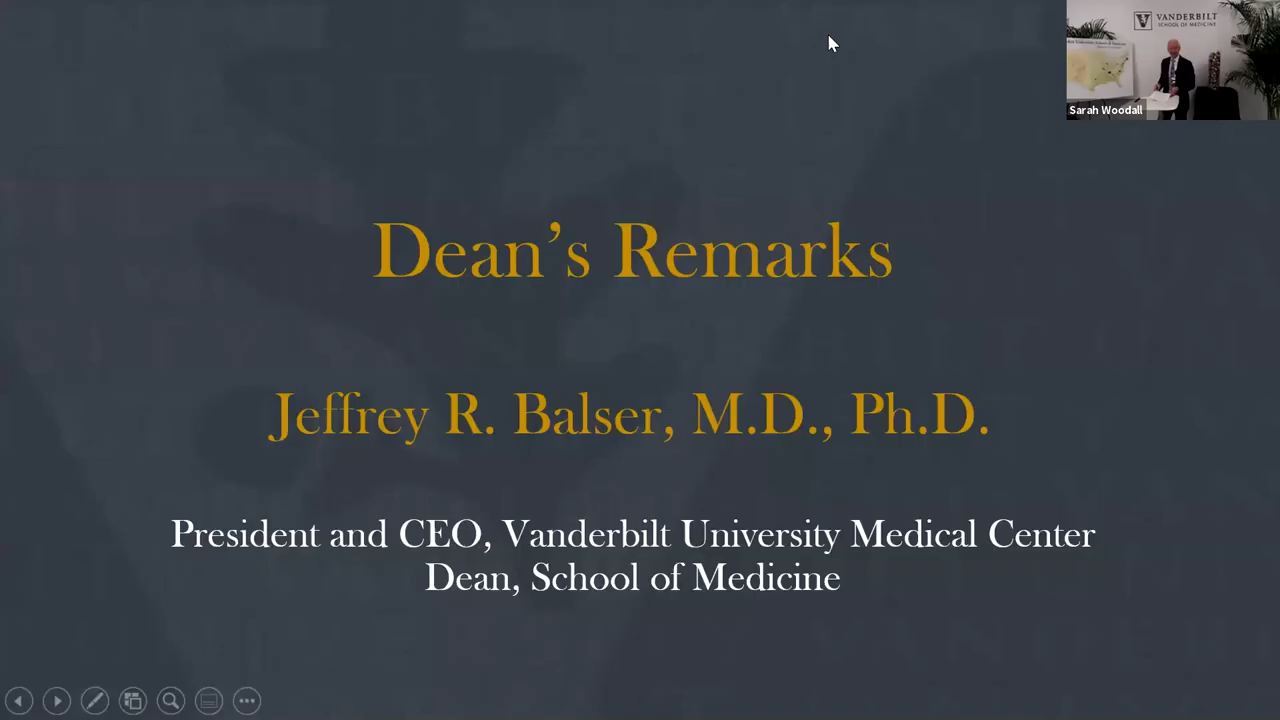 VANDERBILT
SCHOOL OF MEDICINE
Sarah Woodall
Dean’s Remarks
Jeffrey R. Balser, M.D., Ph.D.
President and CEO, Vanderbilt University Medical Center
Dean, School of Medicine